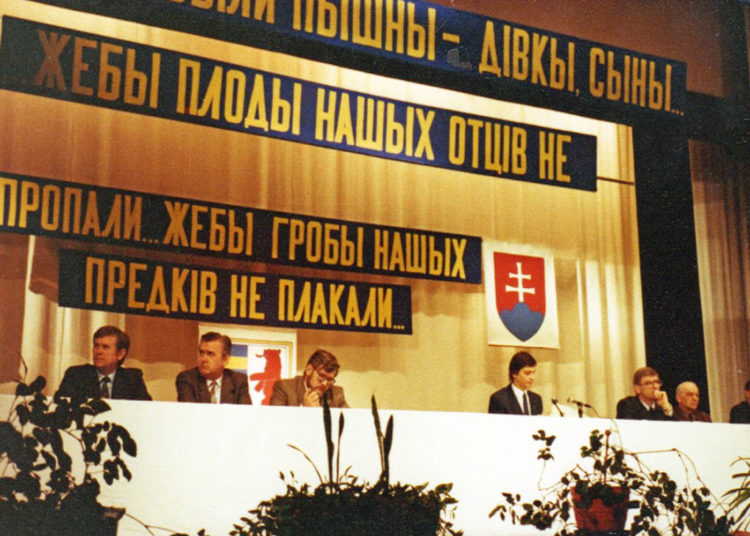 ПЫШНЫ – ДІВКЫ, СЫНЫ...
...ЖЕБЫ ПЛОДЫ НАШЫХ ОТЦІВ НЕ
ПРОПАЛИ...ЖЕБЫ ГРОБЫ НАШЫХ
ПРЕДКІВ НЕ ПЛАКАЛИ...